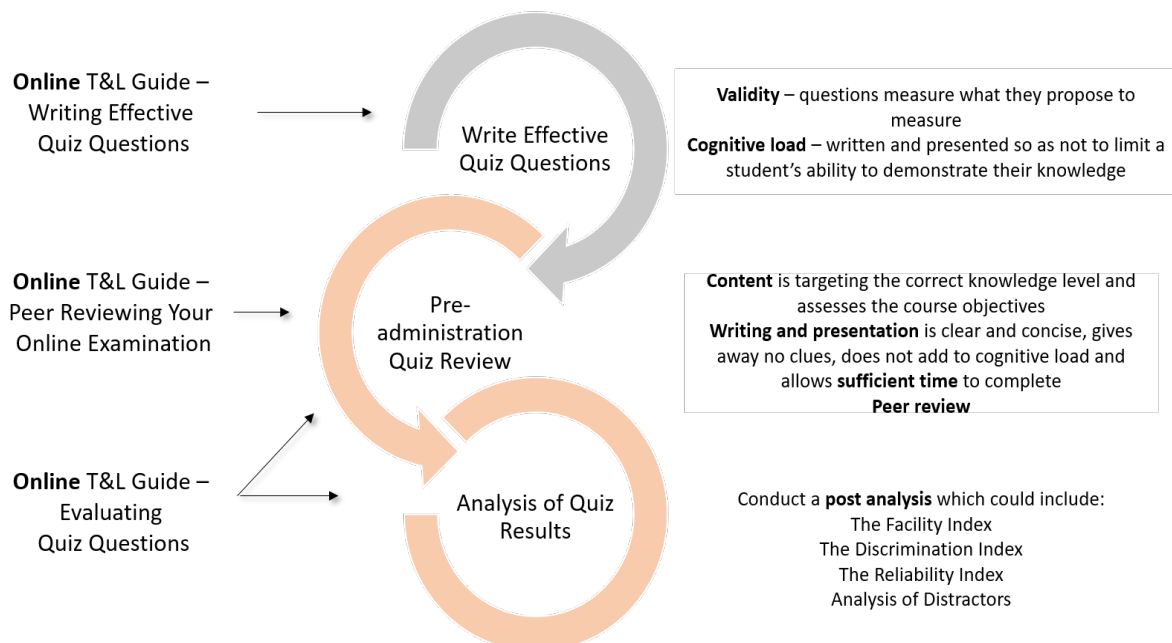 Online T&L Guide –
Writing Effective
Quiz Questions
Write Effective
Quiz Questions
Validity – questions measure what they propose to
measure
Cognitive load – written and presented so as not to limit a
student's ability to demonstrate their knowledge
Online T&L Guide –
Peer Reviewing Your
Online Examination
Pre-
administration
Quiz Review
Content is targeting the correct knowledge level and
assesses the course objectives
Writing and presentation is clear and concise, gives
away no clues, does not add to cognitive load and
allows sufficient time to complete
Peer review
Online T&L Guide –
Evaluating
Quiz Questions
Analysis of Quiz
Results
Conduct a post analysis which could include:
The Facility Index
The Discrimination Index
The Reliability Index
Analysis of Distractors